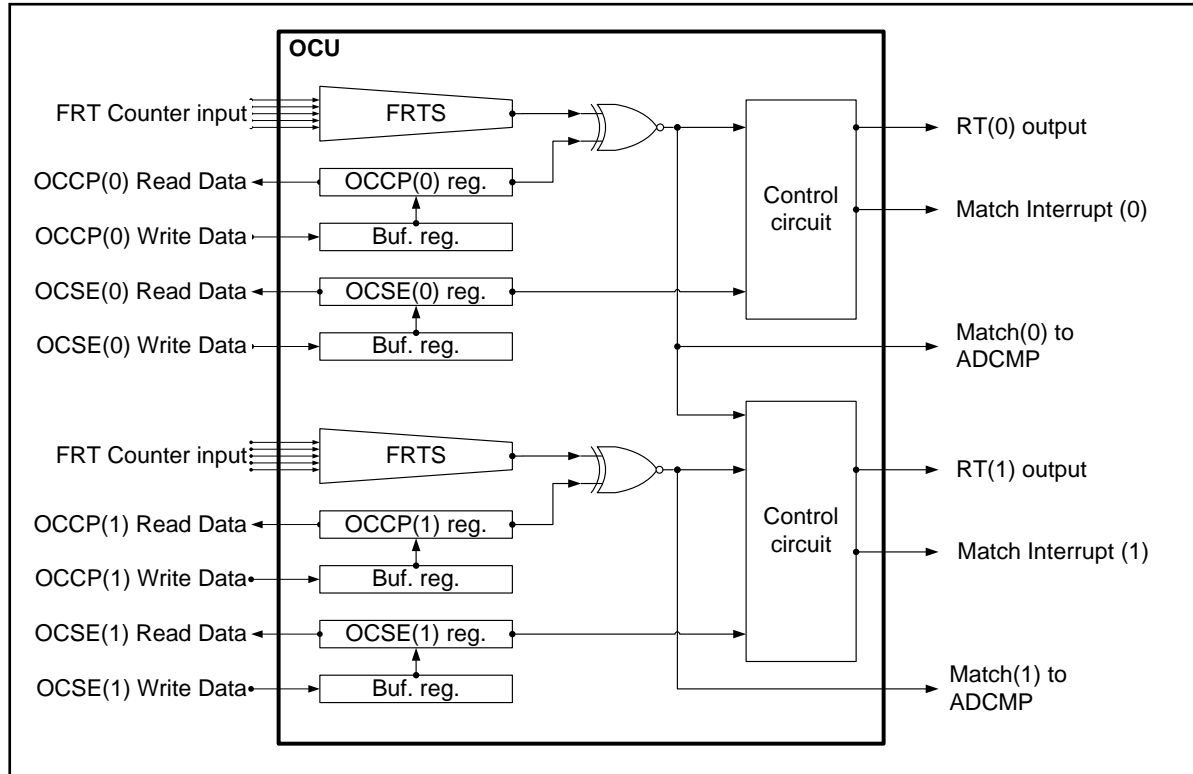 OCU
FRT Counter input
FRTS
RT(0) output
OCCP(0) Read Data
OCCP(0) reg.
Control
circuit
Match Interrupt (0)
OCCP(0) Write Data
Buf. reg.
OCSE(0) Read Data
OCSE(0) reg.
OCSE(0) Write Data
Buf. reg.
Match(0) to
ADCMP
FRT Counter input
FRTS
RT(1) output
OCCP(1) Read Data
OCCP(1) reg.
Control
circuit
Match Interrupt (1)
OCCP(1) Write Data
Buf. reg.
OCSE(1) Read Data
OCSE(1) reg.
OCSE(1) Write Data
Buf. reg.
Match(1) to
ADCMP